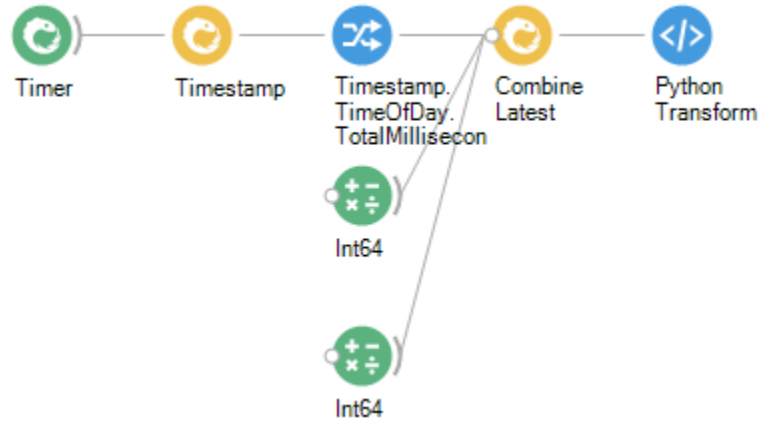 Timer
Timestamp
Timestamp.
TimeOfDay.
TotalMillisecon
Combine
Latest
Python
Transform
Int64
Int64